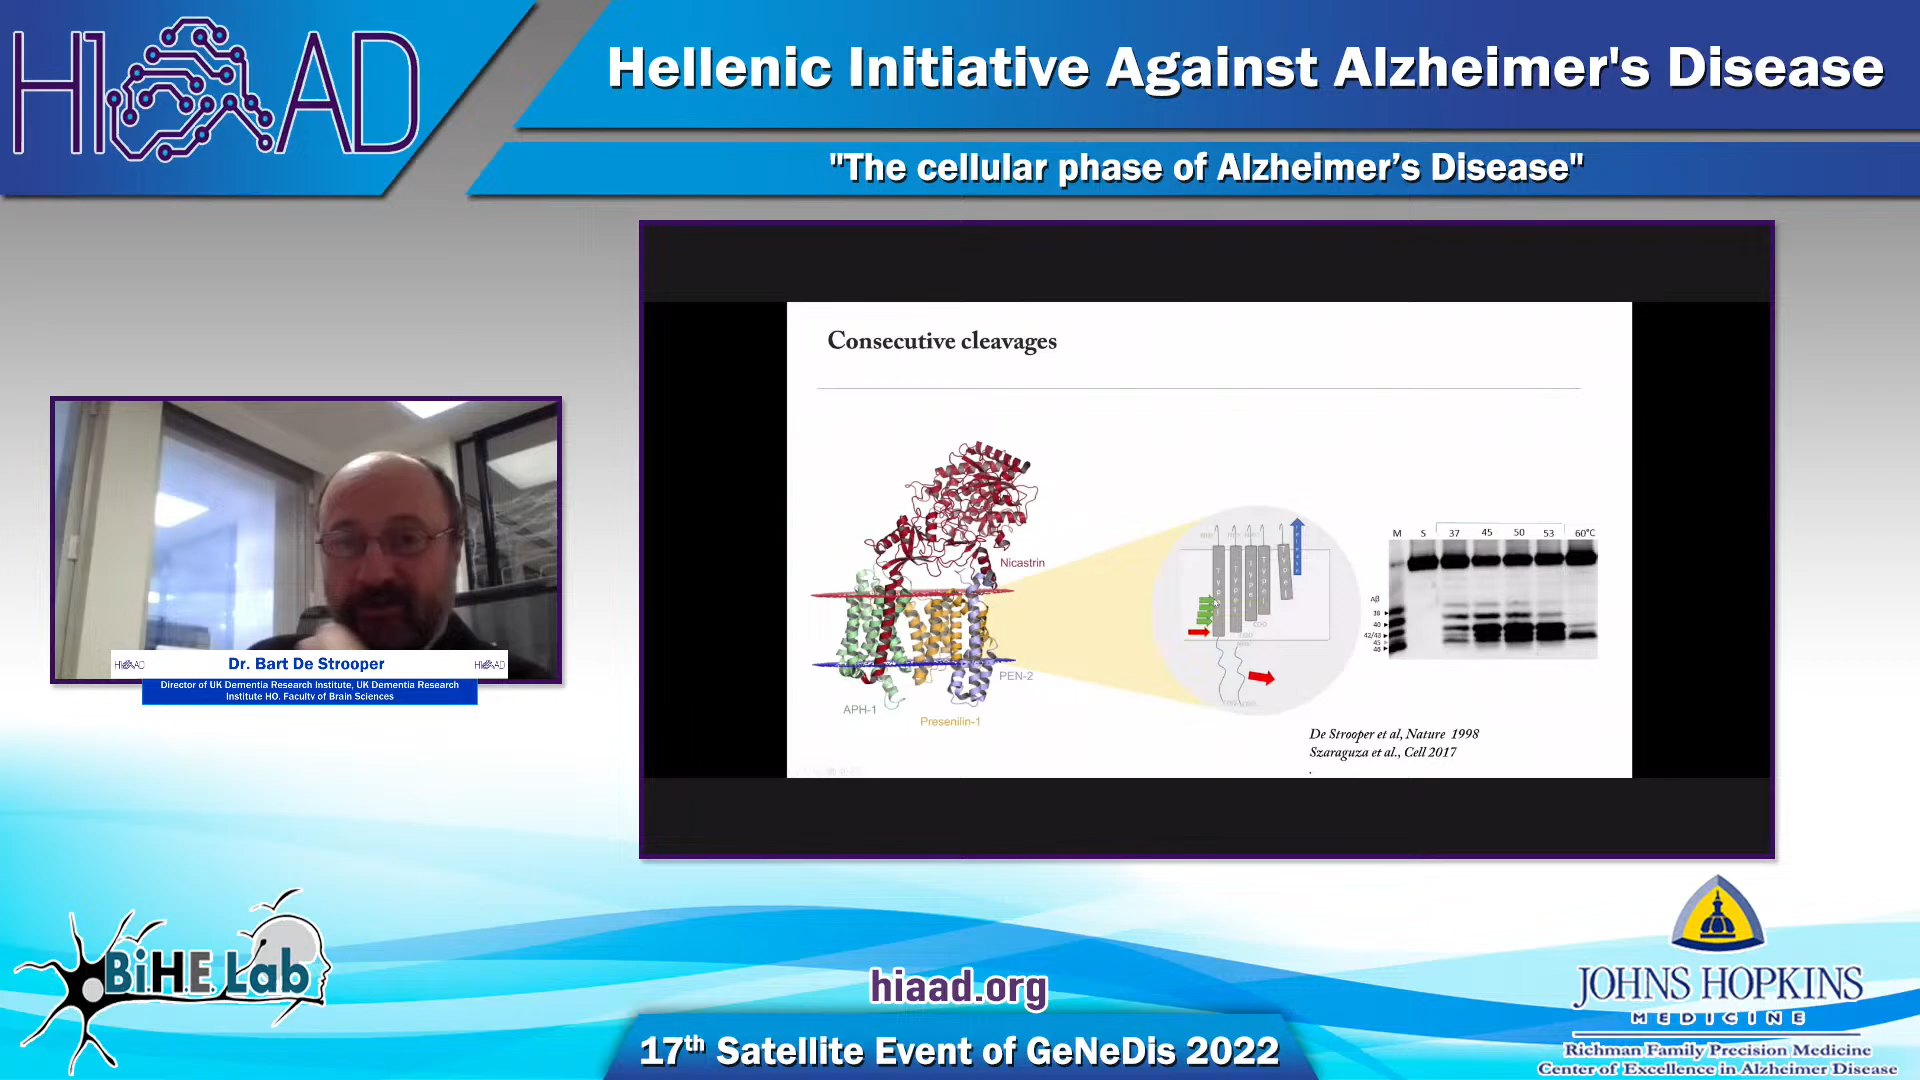 HIAAD
Hellenic Initiative Against Alzheimer's Disease
"The cellular phase of Alzheimer’s Disease"
Consecutive cleavages
Nicastrin
PEN-2
APH-1
Presenilin-1
M S 37 45 50 53 60°C
Aβ
38
40
42/43
45
46
De Strooper et al, Nature 1998
Szaraguza et al., Cell 2017
.
HIAAD Dr. Bart De Strooper HIAAD
Director of UK Dementia Research Institute, UK Dementia Research
Institute HO. Faculty of Brain Sciences
BiHE Lab
hiaad.org
17th Satellite Event of GeNeDis 2022
JOHNS HOPKINS
MEDICINE
Richman Family Precision Medicine
Center of Excellence in Alzheimer Disease